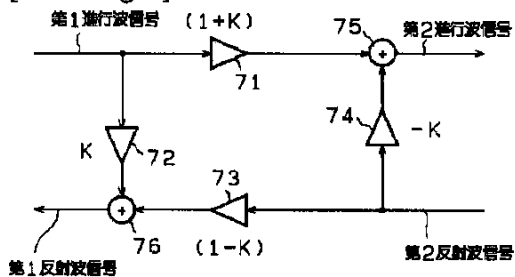 第1進行波信号
(1+K)
75
第2進行波信号
71
74
-K
K
72
73
76
(1-K)
第1反射波信号
第2反射波信号